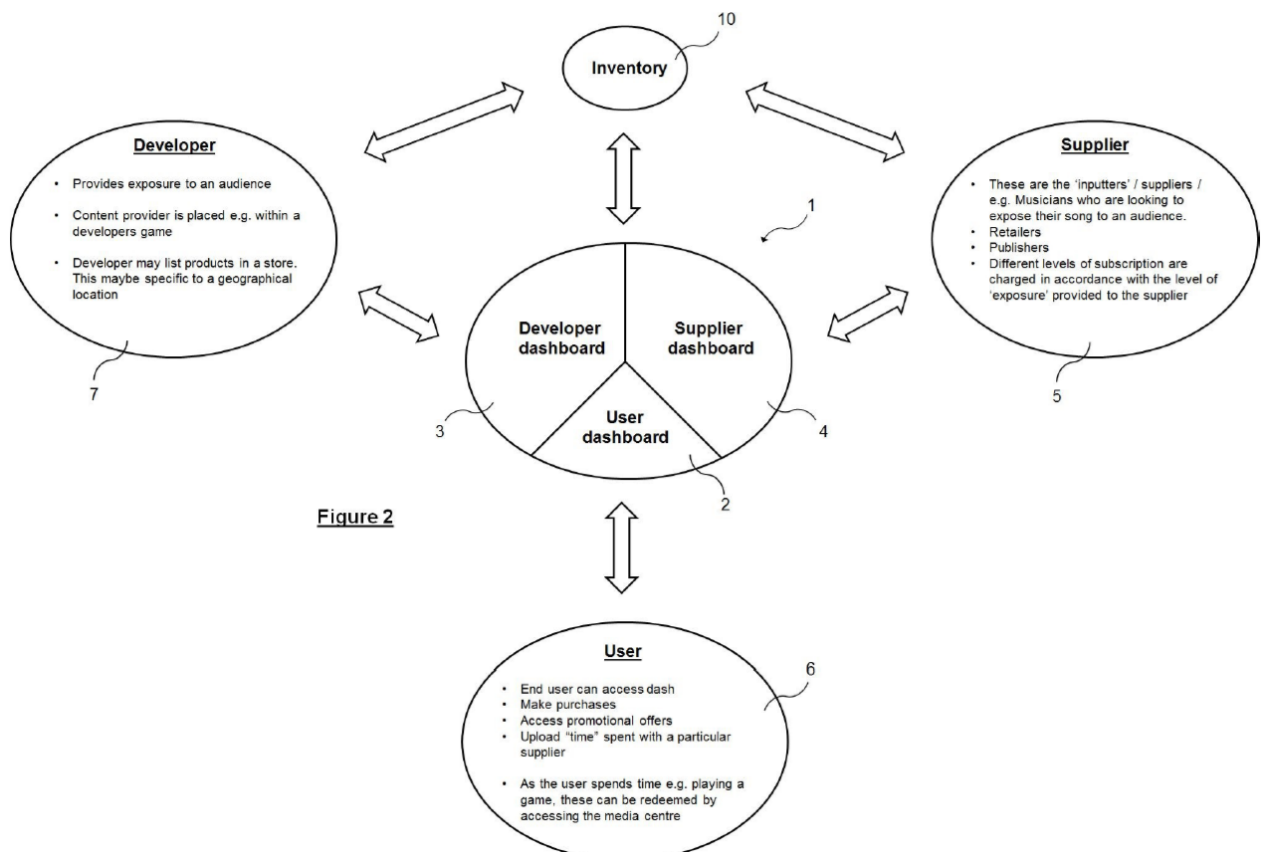 10
Inventory
Developer
• Provides exposure to an audience
• Content provider is placed e.g. within a
developers game
• Developer may list products in a store.
This maybe specific to a geographical
location
7
Supplier
• These are the ‘inputters’ / suppliers /
e.g. Musicians who are looking to
expose their song to an audience.
• Retailers
• Publishers
• Different levels of subscription are
charged in accordance with the level of
‘exposure’ provided to the supplier
5
1
Developer
dashboard
Supplier
dashboard
User
dashboard
3
4
2
Figure 2
User
• End user can access dash
• Make purchases
• Access promotional offers
• Upload “time” spent with a particular
supplier
• As the user spends time e.g. playing a
game, these can be redeemed by
accessing the media centre
6